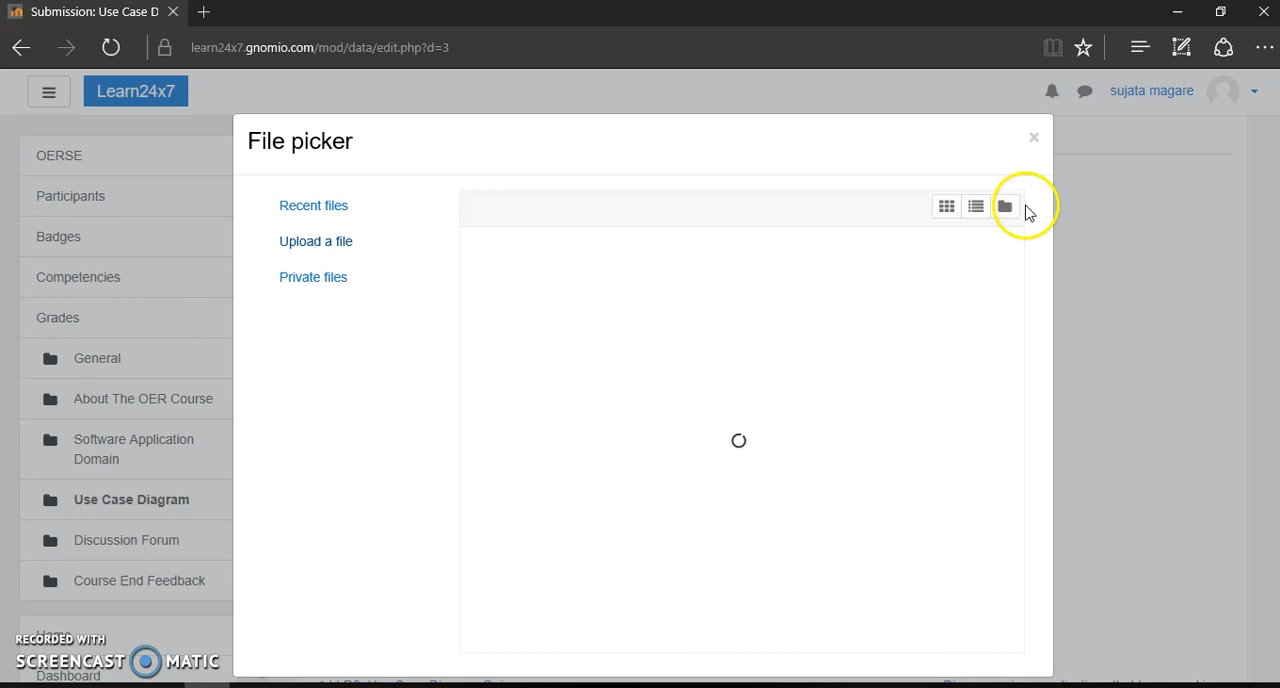 Submission: Use Case D
learn24x7.gnomio.com/mod/data/edit.php?d=3
Learn24x7
sujata magare
File picker
OERSE
Participants
Badges
Competencies
Grades
General
About The OER Course
Software Application
Domain
Use Case Diagram
Discussion Forum
Course End Feedback
Recent files
Upload a file
Private files
RECORDED WITH
SCREENCAST MATIC
Dashboard